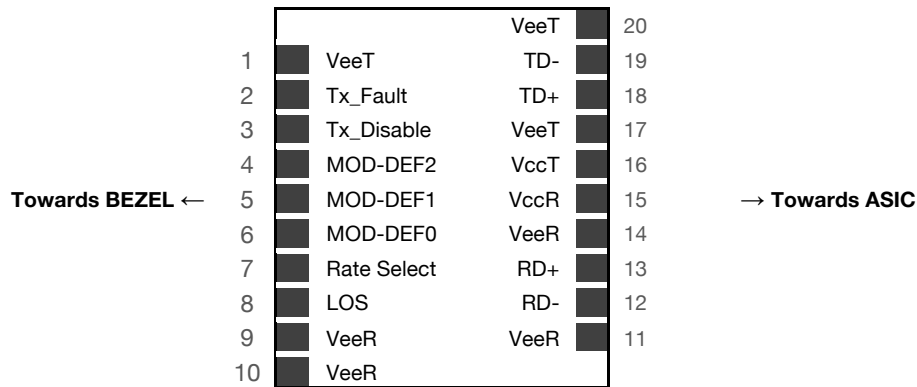 VeeT 20
1 VeeT TD- 19
2 Tx_Fault TD+ 18
3 Tx_Disable VeeT 17
4 MOD-DEF2 VccT 16
Towards BEZEL ← 5 MOD-DEF1 VccR 15 → Towards ASIC
6 MOD-DEF0 VeeR 14
7 Rate Select RD+ 13
8 LOS RD- 12
9 VeeR VeeR 11
10 VeeR